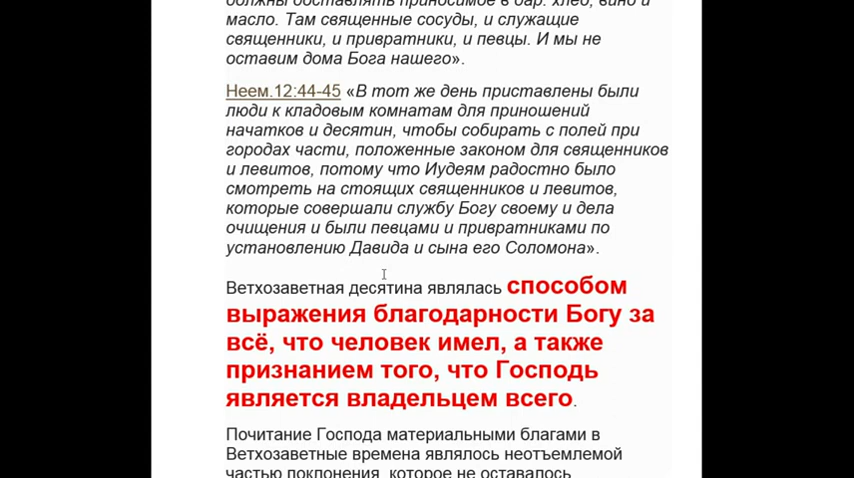 должны доставлять приносимое в дар: хлеб, вино и
масло. Там священные сосуды, и служащие
священники, и привратники, и певцы. И мы не
оставим дома Бога нашего».
Неем.12:44-45 «В тот же день приставлены были
люди к кладовым комнатам для приношений
начатков и десятин, чтобы собирать с полей при
городах части, положенные законом для священников
и левитов, потому что Иудеям радостно было
смотреть на стоящих священников и левитов,
которые совершали службу Богу своему и дела
очищения и были певцами и привратниками по
установлению Давида и сына его Соломона».
Ветхозаветная десятина являлась способом
выражения благодарности Богу за
всё, что человек имел, а также
признанием того, что Господь
является владельцем всего.
Почитание Господа материальными благами в
Ветхозаветные времена являлось неотъемлемой
частью поклонения, которое не оставалось